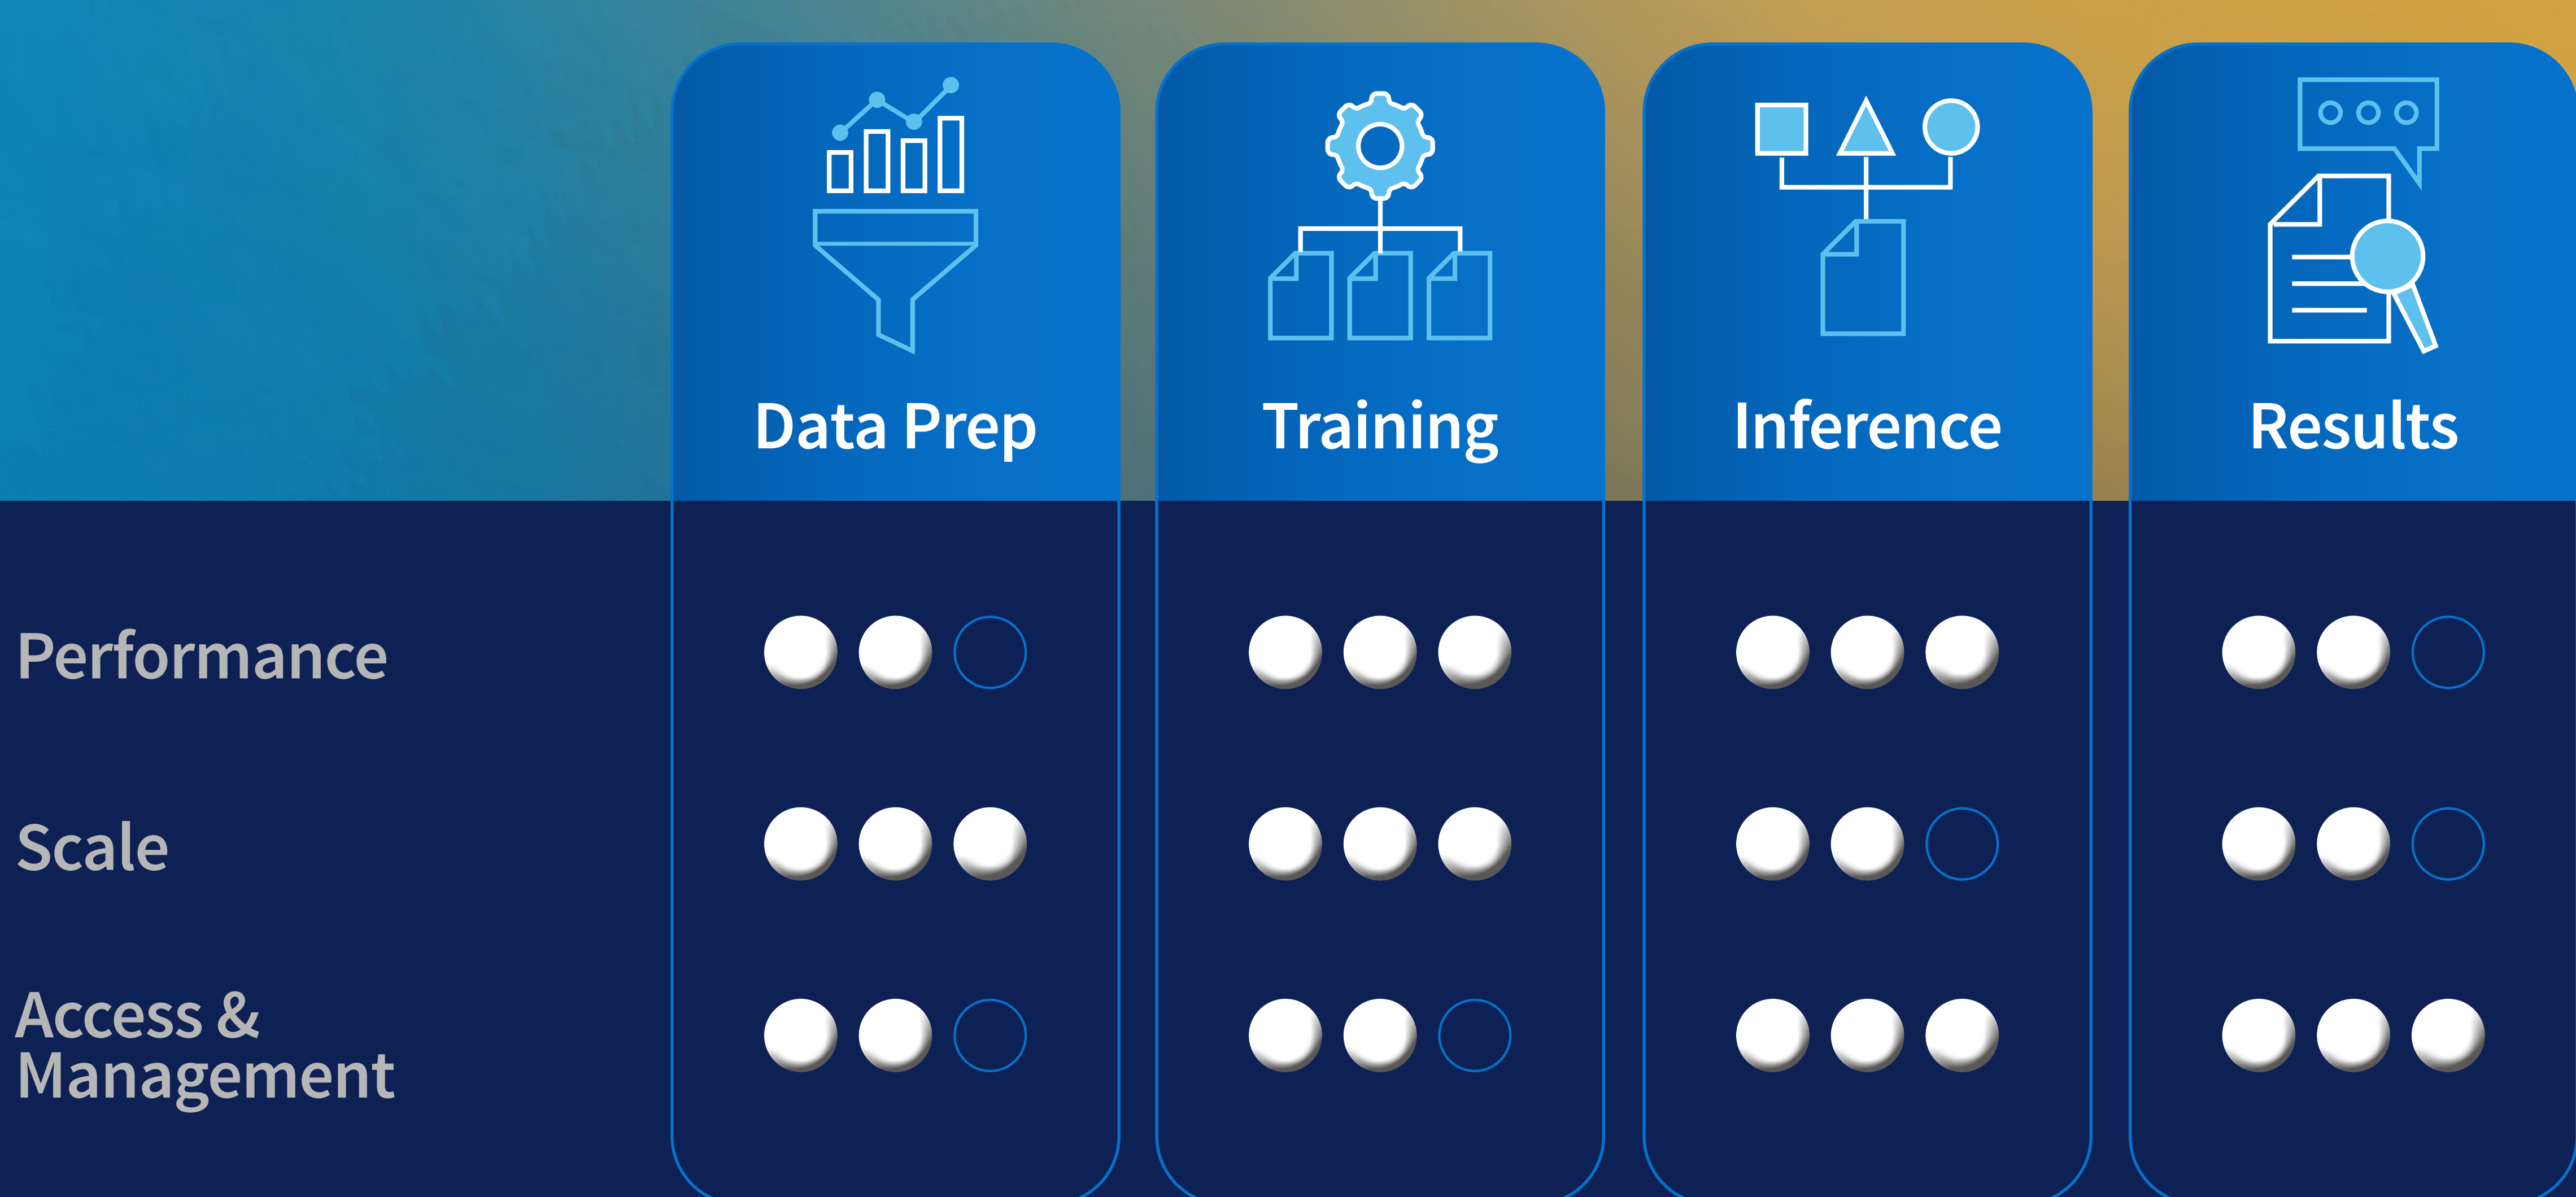 Data Prep
Training
Inference
Results
Performance
Scale
Access &
Management